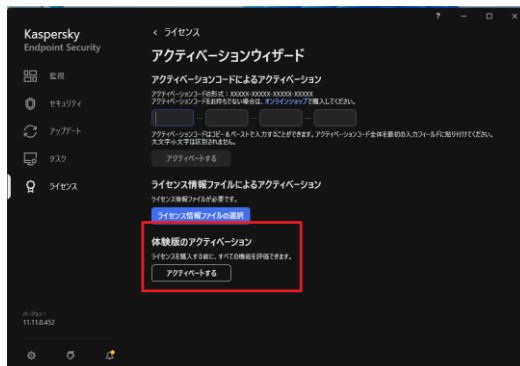 Kaspersky
Endpoint Security
監視
セキュリティ
アップデート
タスク
ライセンス
バージョン:
11.11.0.452
ライセンス
アクティベーションウィザード
アクティベーションコードによるアクティベーション
アクティベーションコードの形式:XXXXX-XXXXX-XXXXX-XXXXX
アクティベーションコードをお持ちでない場合は、オンラインショップで購入してください。
アクティベーションコードはコピー&ペーストで入力することができます。アクティベーションコード全体を最初の入力フィールドに貼り付けてください。
大文字小文字は区別されません。
アクティベートする
ライセンス情報ファイルによるアクティベーション
ライセンス情報ファイルが必要です。
ライセンス情報ファイルの選択
体験版のアクティベーション
ライセンスを購入する前に、すべての機能を評価できます。
アクティベートする